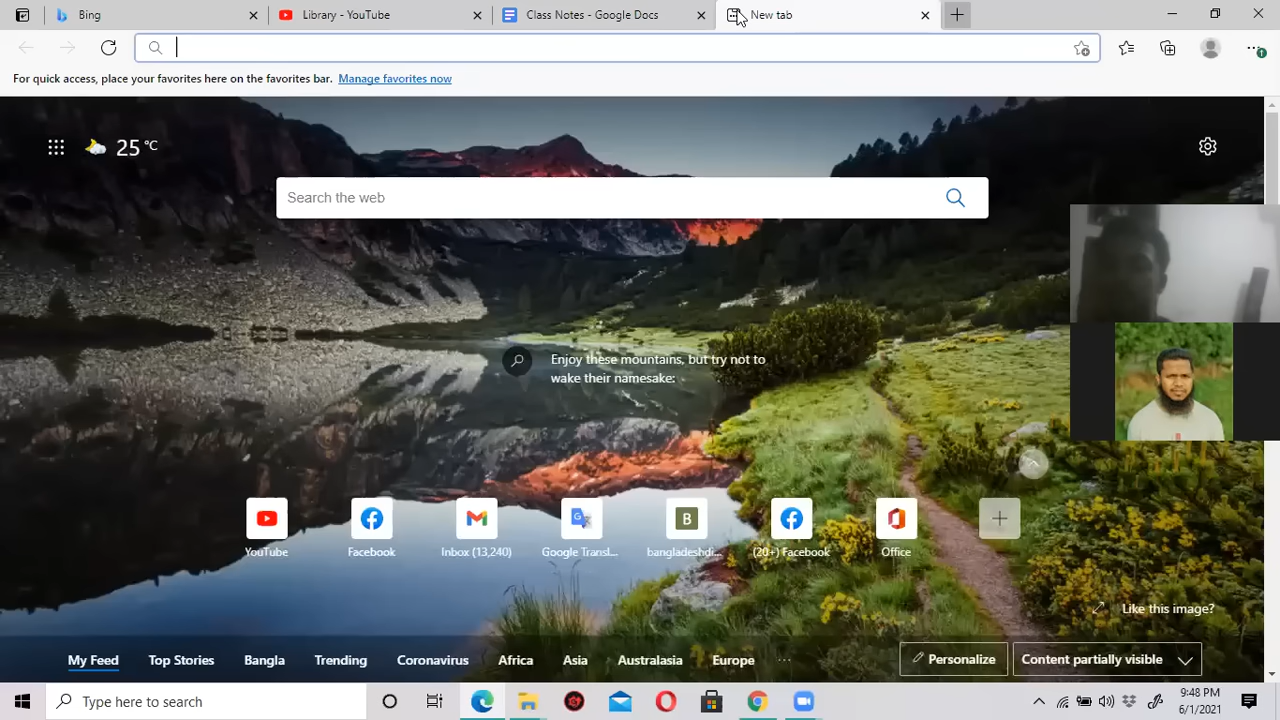 Bing
Library - YouTube
Class Notes - Google Docs
New tab
For quick access, place your favorites here on the favorites bar. Manage favorites now
25 °C
Search the web
Enjoy these mountains, but try not to
wake their namesake:
YouTube
Facebook
Inbox (13,240)
Google Transl...
B
bangladeshdi...
(20+) Facebook
Office
Like this image?
My Feed
Top Stories
Bangla
Trending
Coronavirus
Africa
Asia
Australasia
Europe
...
Personalize
Content partially visible
Type here to search
9:48 PM
6/1/2021